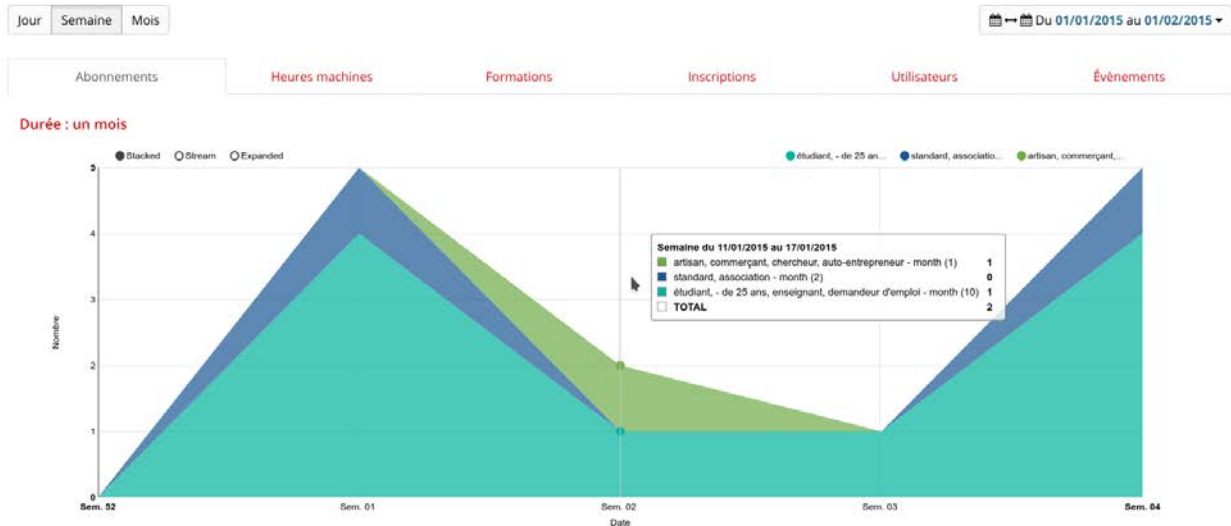 Jour Semaine Mois
Du 01/01/2015 au 01/02/2015
Abonnements Heures machines Formations Inscriptions Utilisateurs Évènements
Durée : un mois
Stacked Stream Expanded
étudiant, - de 25 an... standard, associatio... artisan, commerçant,...
5
4
3
2
1
0
Nombre
Semaine du 11/01/2015 au 17/01/2015
artisan, commerçant, chercheur, auto-entrepreneur - month (1) 1
standard, association - month (2) 0
étudiant, - de 25 ans, enseignant, demandeur d'emploi - month (10) 1
TOTAL 2
Sem. 52 Sem. 01 Sem. 02 Sem. 03 Sem. 04
Date